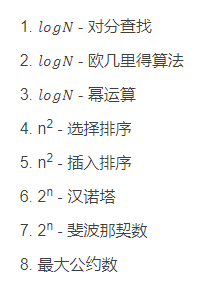 1. logN - 对分查找
2. logN - 欧几里得算法
3. logN - 幂运算
4. n² - 选择排序
5. n² - 插入排序
6. 2ⁿ - 汉诺塔
7. 2ⁿ - 斐波那契数
8. 最大公约数